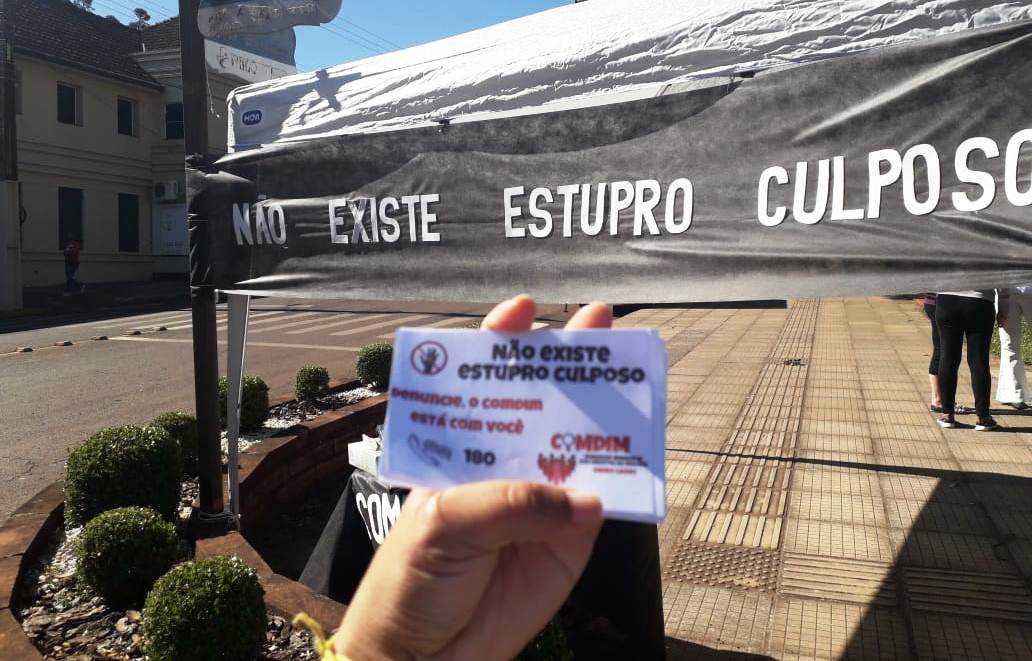 NÃO EXISTE ESTUPRO CULPOSO
NÃO EXISTE
ESTUPRO CULPOSO
DENUNCIE, O COMDIM
ESTÁ COM VOCÊ
180
COMDIM
COM